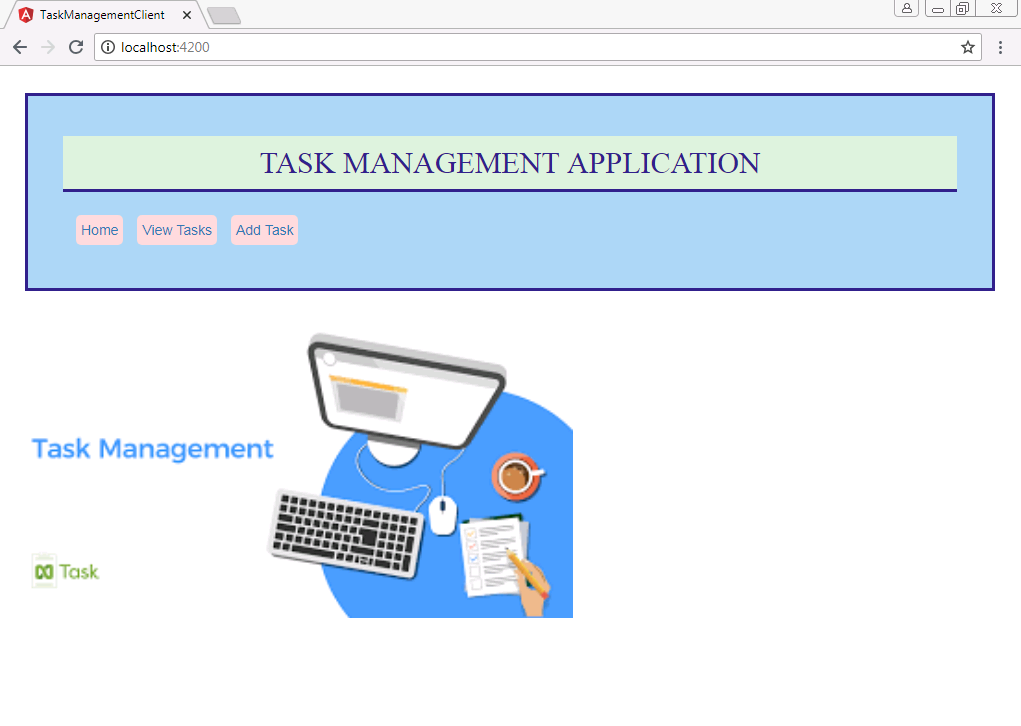 TaskManagementClient
localhost:4200
TASK MANAGEMENT APPLICATION
Home View Tasks Add Task
Task Management
Task